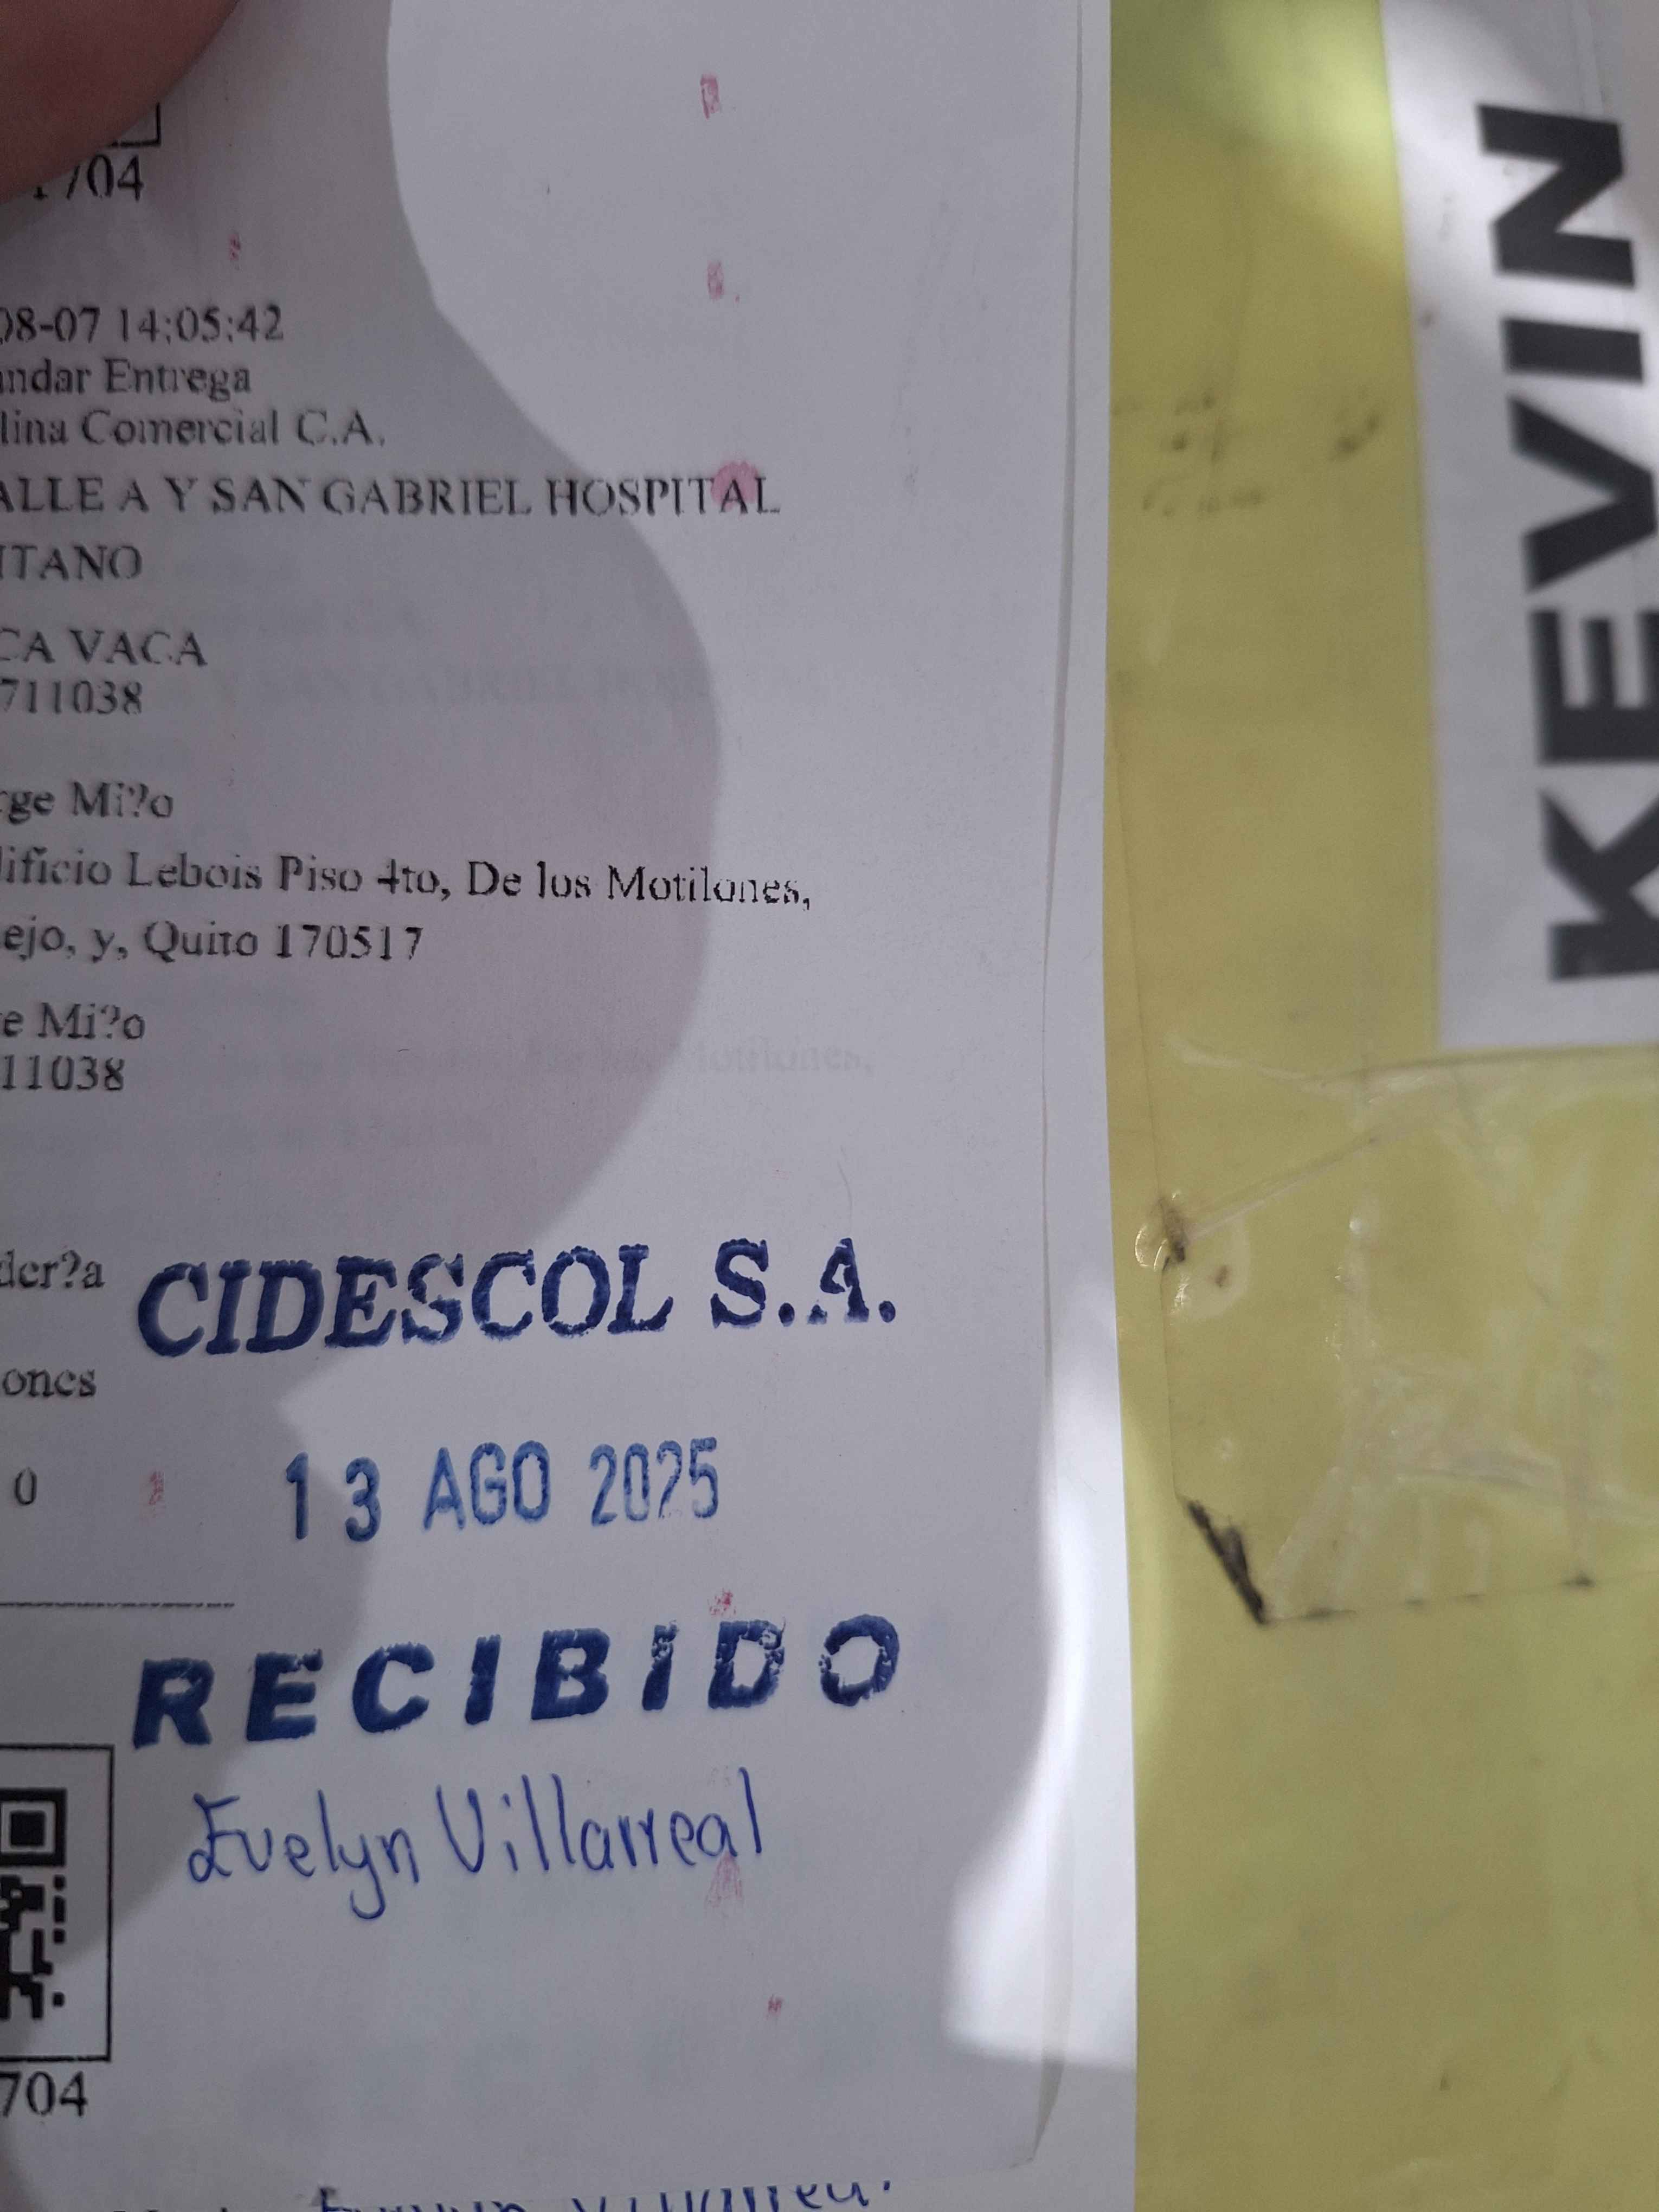 704
08-07 14:05:42
andar Entrega
lina Comercial C.A.
ALLE A Y SAN GABRIEL HOSPITAL
ITANO
CA VACA
711038
rge Mi?o
lificio Lebois Piso 4to, De los Motilones,
ejo, y, Quito 170517
e Mi?o
11038
der?a
CIDESCOL S.A.
ones
0
13 AGO 2025
RECIBIDO
Evelyn Villarreal
704
KEVIN